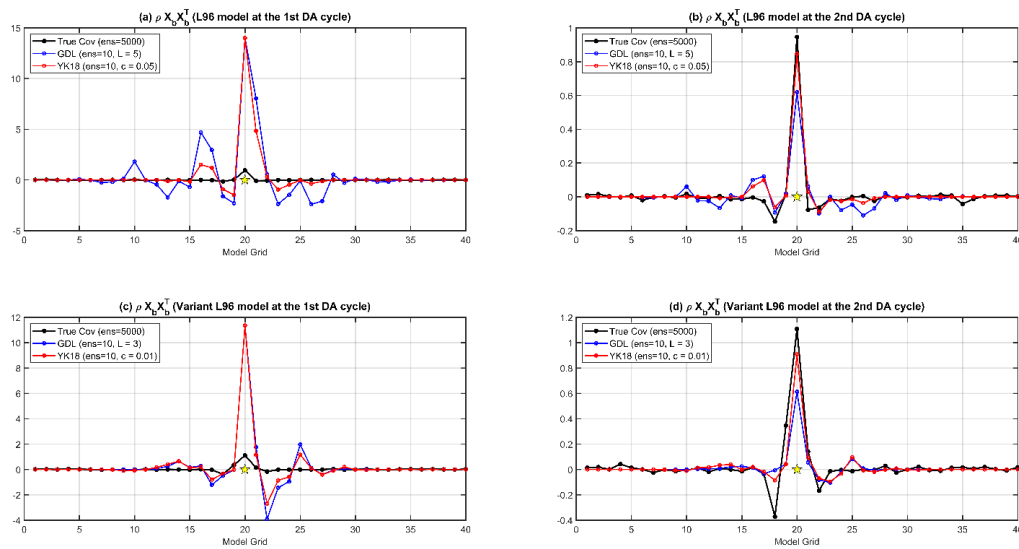 (a) ρ X_b X_b^T (L96 model at the 1st DA cycle)
15
10
5
0
-5
True Cov (ens=5000)
GDL (ens=10, L = 5)
YK18 (ens=10, c = 0.05)
0 5 10 15 20 25 30 35 40
Model Grid
(b) ρ X_b X_b^T (L96 model at the 2nd DA cycle)
1
0.8
0.6
0.4
0.2
0
-0.2
True Cov (ens=5000)
GDL (ens=10, L = 5)
YK18 (ens=10, c = 0.05)
0 5 10 15 20 25 30 35 40
Model Grid
(c) ρ X_b X_b^T (Variant L96 model at the 1st DA cycle)
12
10
8
6
4
2
0
-2
-4
True Cov (ens=5000)
GDL (ens=10, L = 3)
YK18 (ens=10, c = 0.01)
0 5 10 15 20 25 30 35 40
Model Grid
(d) ρ X_b X_b^T (Variant L96 model at the 2nd DA cycle)
1.2
1
0.8
0.6
0.4
0.2
0
-0.2
-0.4
True Cov (ens=5000)
GDL (ens=10, L = 3)
YK18 (ens=10, c = 0.01)
0 5 10 15 20 25 30 35 40
Model Grid